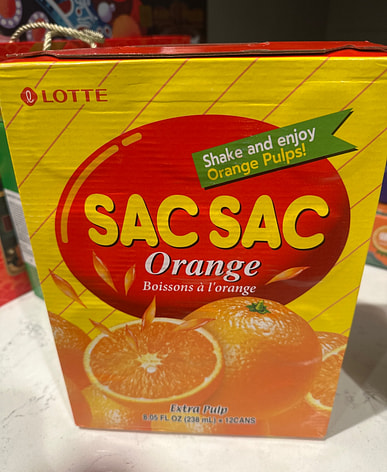 LOTTE
Shake and enjoy
Orange Pulps!
SAC SAC
Orange
Boissons à l'orange
Extra Pulp
8.05 FL OZ (238 mL) × 12CANS